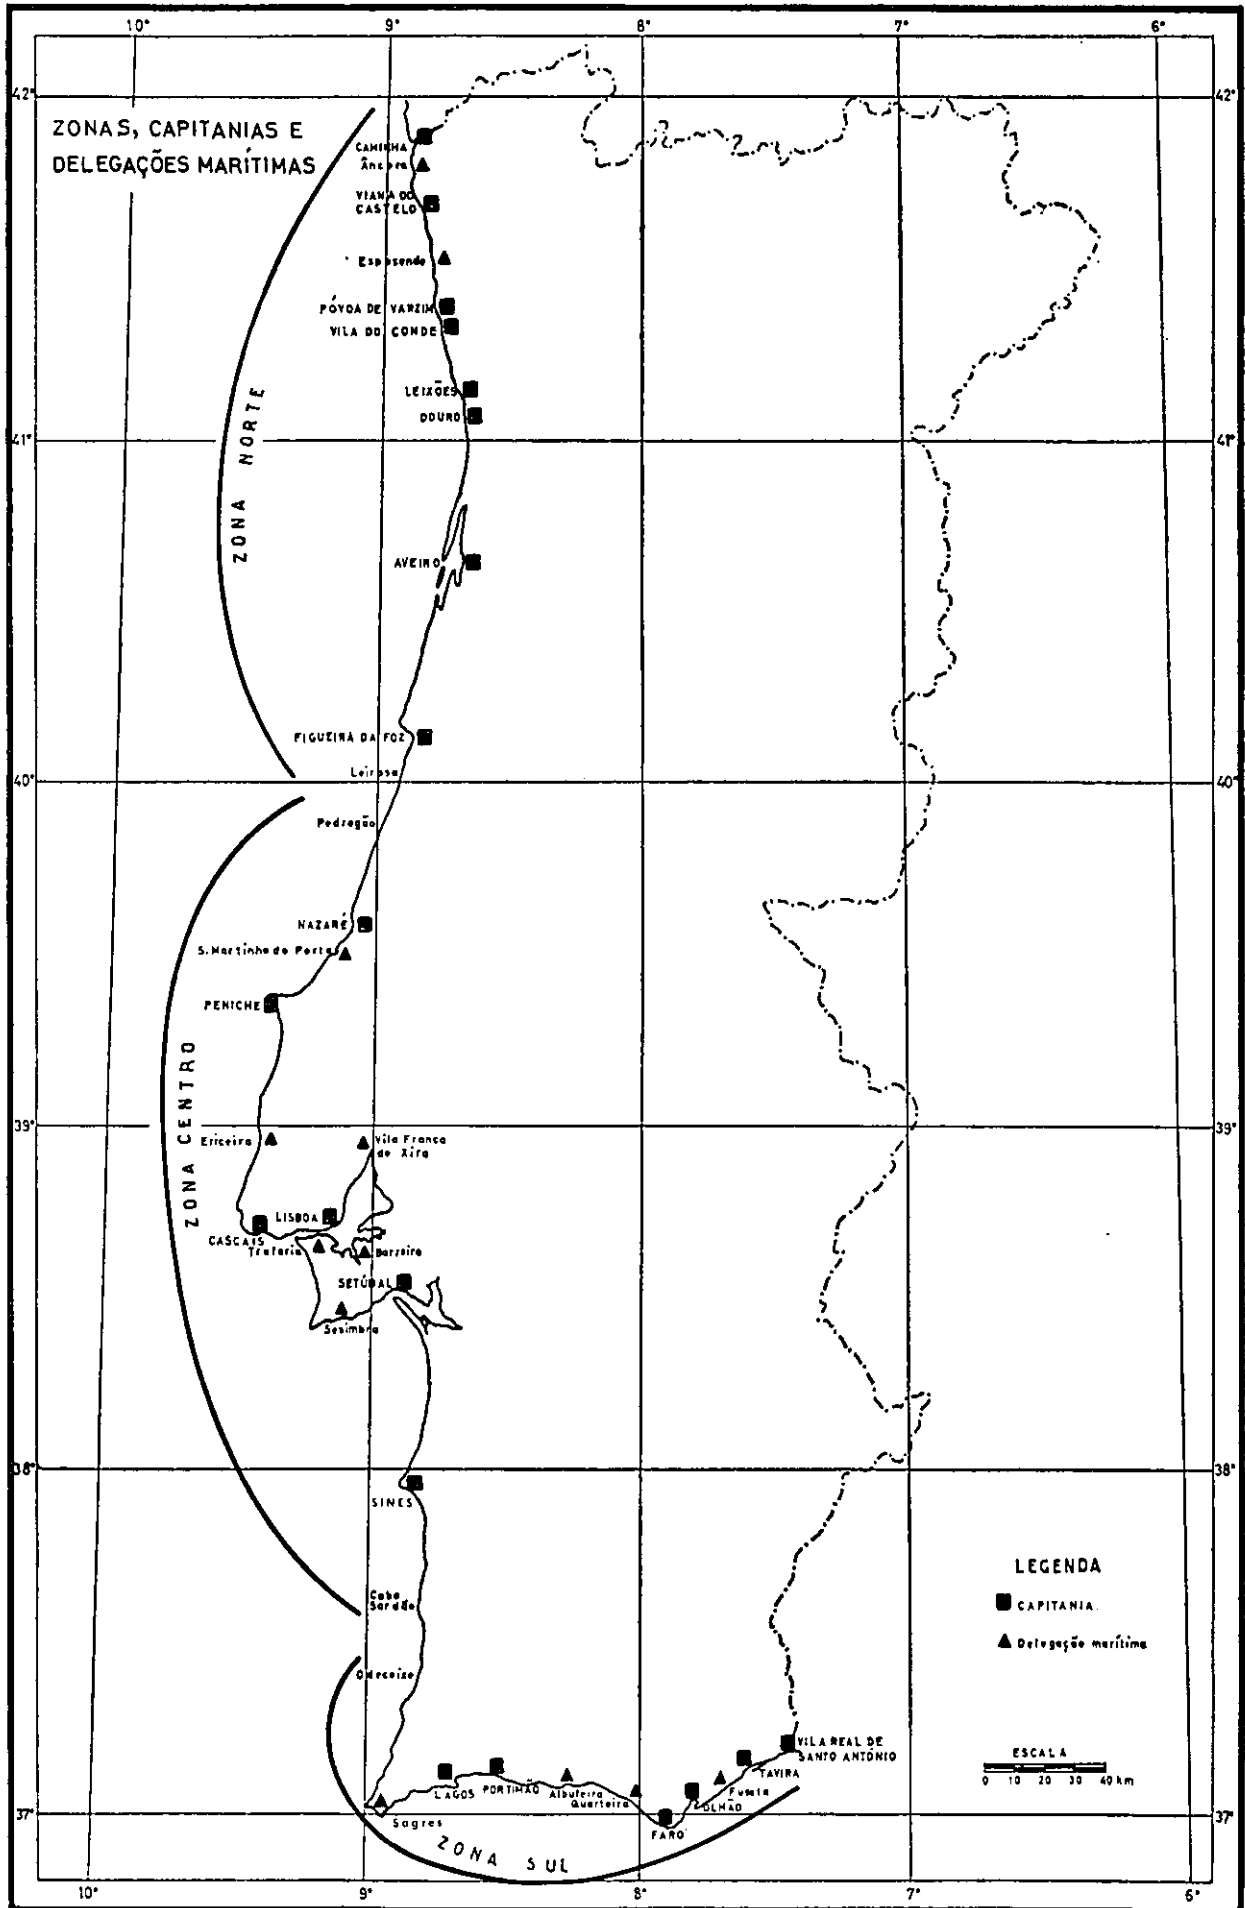 10° 9° 8° 7° 6°
42° 42°
ZONAS, CAPITANIAS E
DELEGAÇÕES MARÍTIMAS
CAMINHA
Âncora
VIANA DO
CASTELO
Esposende
PÓVOA DE VARZIM
VILA DO CONDE
LEIXÕES
DOURO
ZONA NORTE
41° 41°
AVEIRO
FIGUEIRA DA FOZ
Leirosa
40° 40°
Pedrogão
NAZARÉ
S. Martinho do Porto
PENICHE
ZONA CENTRO
39° 39°
Ericeira
Vila Franca
de Xira
LISBOA
CASCAIS
Trafaria
Barreiro
SETÚBAL
Sesimbra
38° 38°
SINES
Cabo
Sardão
Odeceixe
LEGENDA
CAPITANIA
Delegação marítima
ESCALA
0 10 20 30 40 km
VILA REAL DE
SANTO ANTÓNIO
TAVIRA
Fuseta
OLHÃO
FARO
Quarteira
Albufeira
PORTIMÃO
LAGOS
Sagres
37° 37°
ZONA SUL
10° 9° 8° 7° 6°